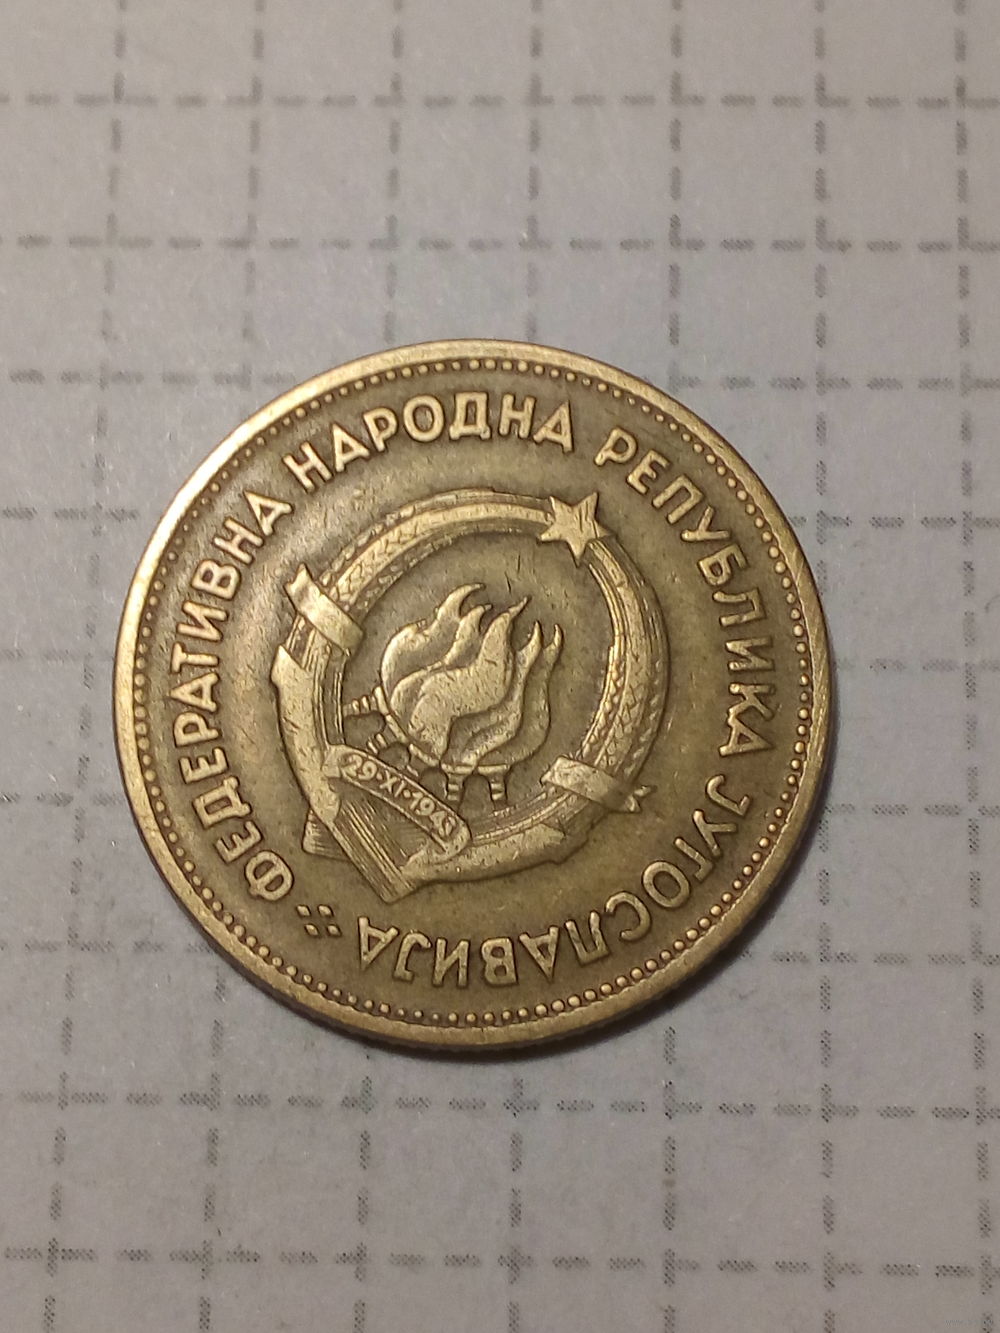 ФЕДЕРАТИВНА НАРОДНА РЕПУБЛИКА ЈУГОСЛАВИЈА
29·XI·1943